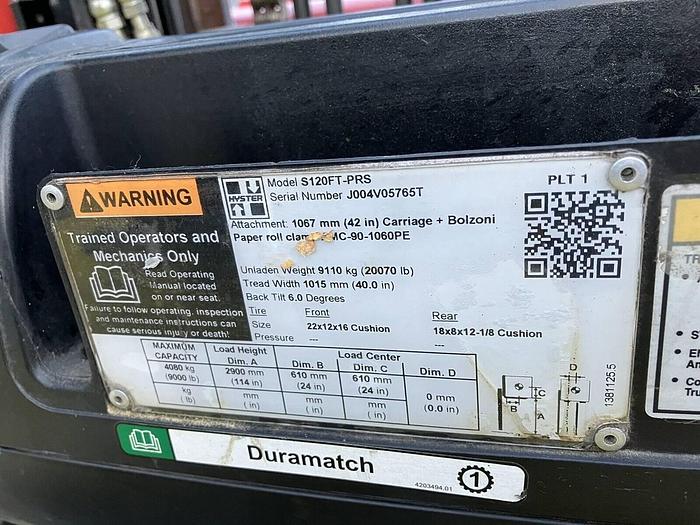 WARNING
Trained Operators and
Mechanics Only
Read Operating
Manual located
on or near seat.
Failure to follow operating, inspection
and maintenance instructions can
cause serious injury or death!
HYSTER
Model S120FT-PRS
Serial Number J004V05765T
PLT 1
Attachment: 1067 mm (42 in) Carriage + Bolzoni
Paper roll MC-90-1060PE
Unladen Weight 9110 kg (20070 lb)
Tread Width 1015 mm (40.0 in)
Back Tilt 6.0 Degrees
Tire Front Rear
Size 22x12x16 Cushion 18x8x12-1/8 Cushion
Pressure --- ---
MAXIMUM CAPACITY Load Height Dim. A Load Center Dim. B Dim. C Dim. D
4080 kg 2900 mm 610 mm 610 mm 0 mm
(9000 lb) (114 in) (24 in) (24 in) (0.0 in)
kg mm mm mm
( lb) ( in) ( in) ( in)
D
C
B
A
1381125.5
Duramatch
4203494.01
1